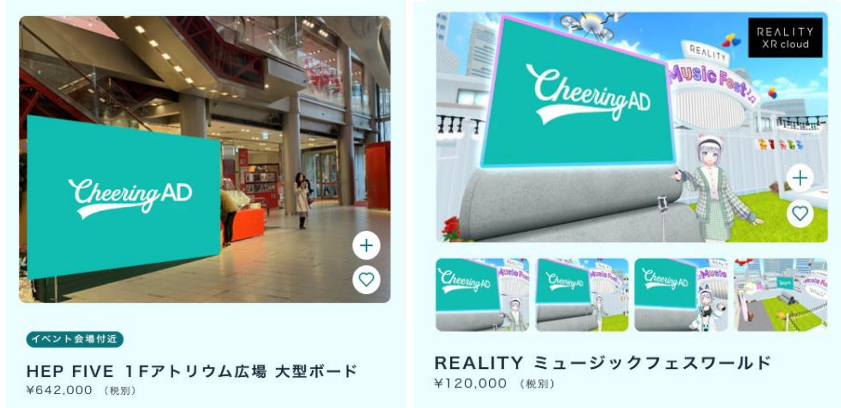 Cheering AD
イベント会場付近
HEP FIVE 1Fアトリウム広場 大型ボード
¥642,000 (税別)
REALITY
XR cloud
REALITY
Music Fest
Cheering AD
Cheering AD
Cheering AD
Cheering AD
REALITY ミュージックフェスワールド
¥120,000 (税別)